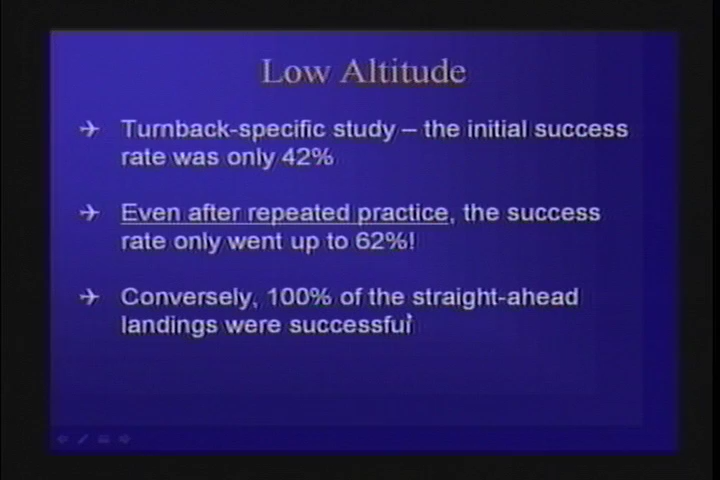 Low Altitude
Turnback-specific study – the initial success
rate was only 42%
Even after repeated practice, the success
rate only went up to 62%!
Conversely, 100% of the straight-ahead
landings were successful